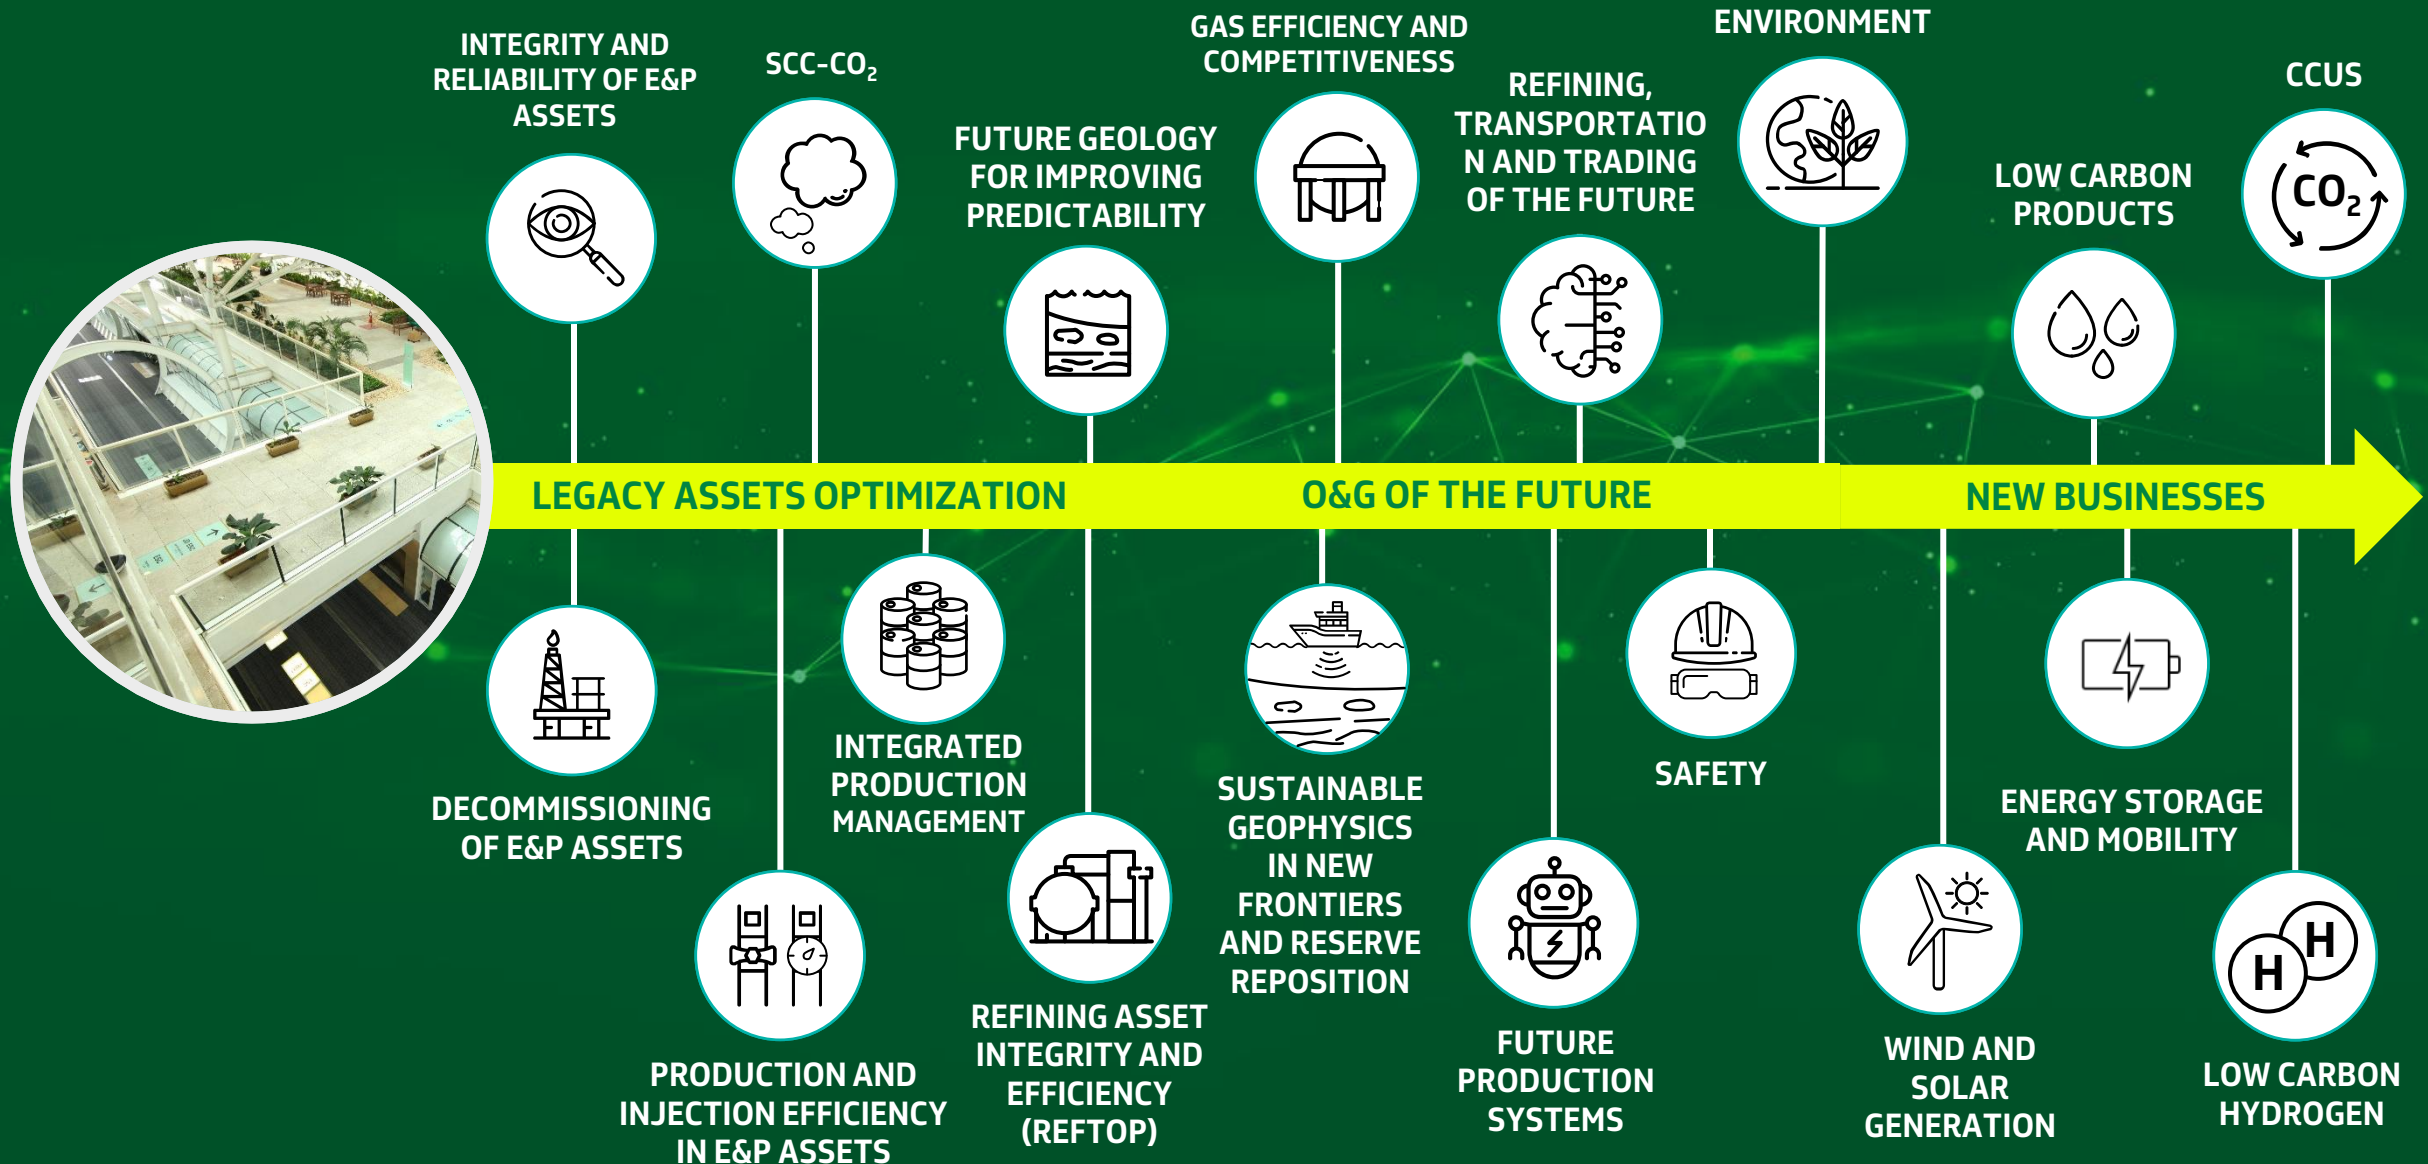 INTEGRITY AND
RELIABILITY OF E&P
ASSETS
SCC-CO₂
FUTURE GEOLOGY
FOR IMPROVING
PREDICTABILITY
GAS EFFICIENCY AND
COMPETITIVENESS
REFINING,
TRANSPORTATIO
N AND TRADING
OF THE FUTURE
ENVIRONMENT
LOW CARBON
PRODUCTS
CCUS
CO₂
LEGACY ASSETS OPTIMIZATION
O&G OF THE FUTURE
NEW BUSINESSES
DECOMMISSIONING
OF E&P ASSETS
PRODUCTION AND
INJECTION EFFICIENCY
IN E&P ASSETS
INTEGRATED
PRODUCTION
MANAGEMENT
REFINING ASSET
INTEGRITY AND
EFFICIENCY
(REFTOP)
SUSTAINABLE
GEOPHYSICS
IN NEW
FRONTIERS
AND RESERVE
REPOSITION
FUTURE
PRODUCTION
SYSTEMS
SAFETY
WIND AND
SOLAR
GENERATION
ENERGY STORAGE
AND MOBILITY
H H
LOW CARBON
HYDROGEN